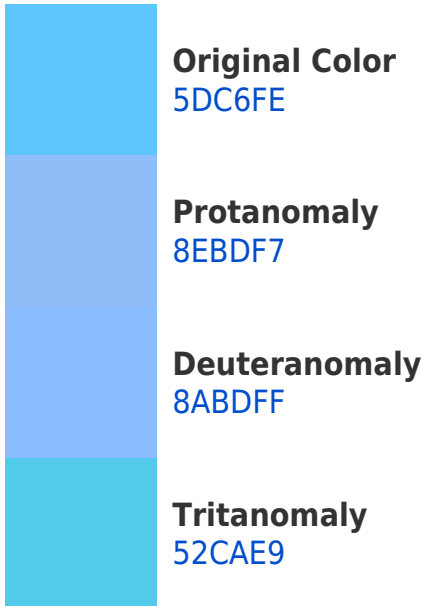 Original Color
5DC6FE
Protanomaly
8EBDF7
Deuteranomaly
8ABDFF
Tritanomaly
52CAE9